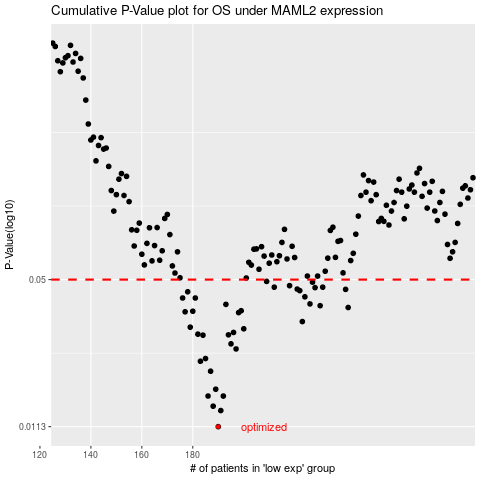 Cumulative P-Value plot for OS under MAML2 expression
P-Value(log10)
0.05
0.0113
optimized
120 140 160 180
# of patients in 'low exp' group